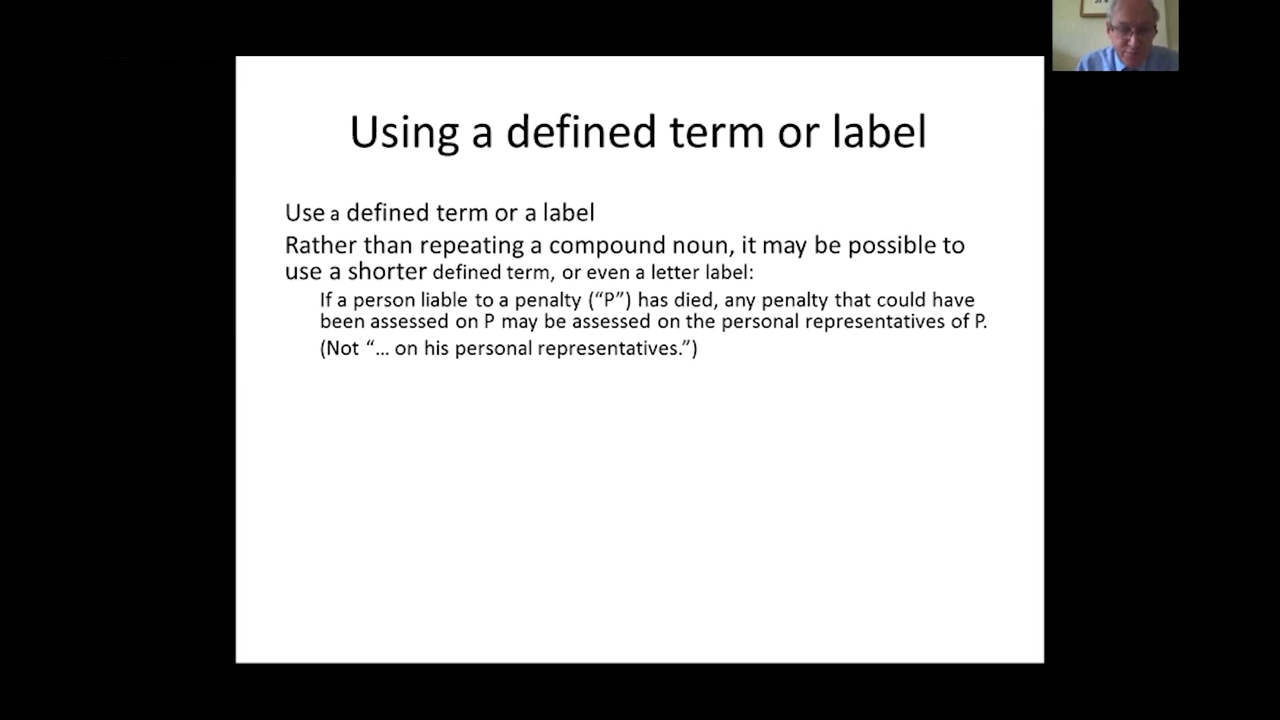 Using a defined term or label
Use a defined term or a label
Rather than repeating a compound noun, it may be possible to
use a shorter defined term, or even a letter label:
If a person liable to a penalty (“P”) has died, any penalty that could have
been assessed on P may be assessed on the personal representatives of P.
(Not “… on his personal representatives.”)